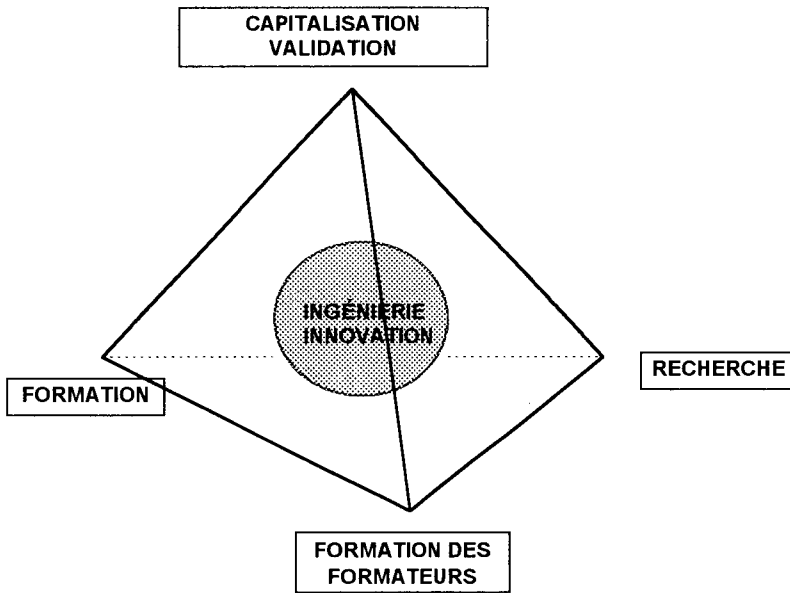 CAPITALISATION
VALIDATION
INGÉNIERIE
INNOVATION
FORMATION
RECHERCHE
FORMATION DES
FORMATEURS